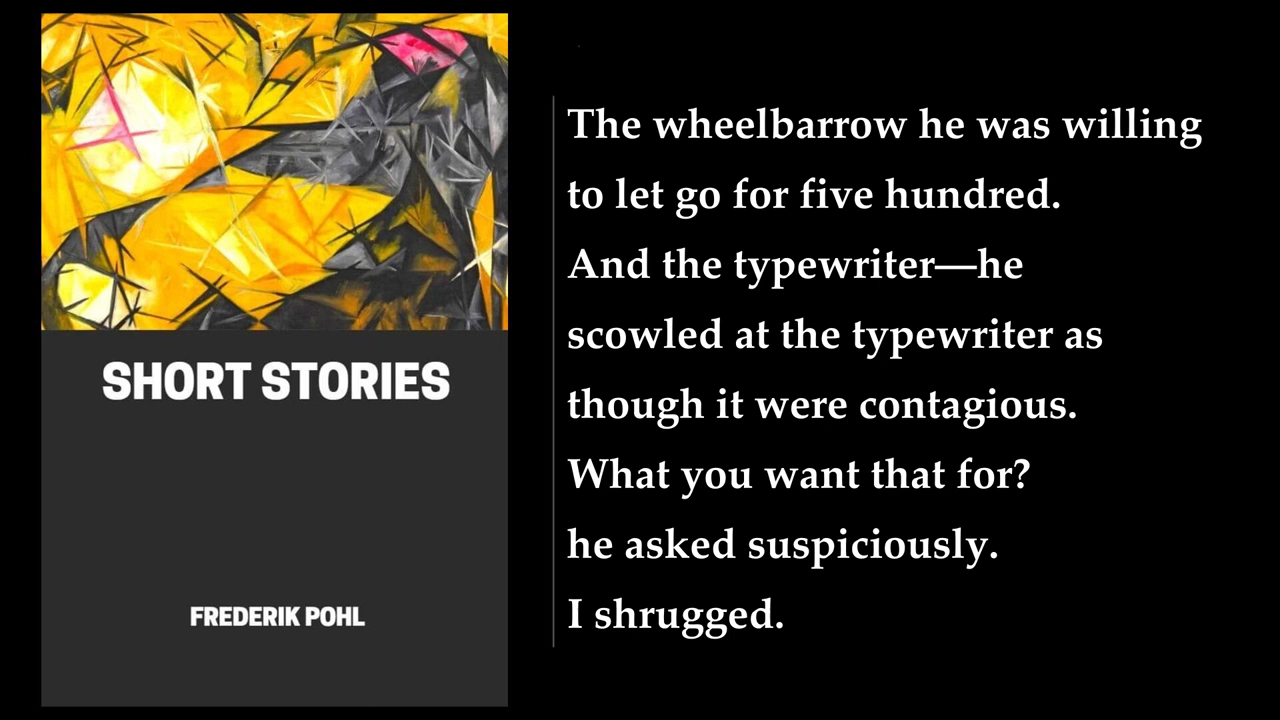 SHORT STORIES
FREDERIK POHL
The wheelbarrow he was willing
to let go for five hundred.
And the typewriter—he
scowled at the typewriter as
though it were contagious.
What you want that for?
he asked suspiciously.
I shrugged.